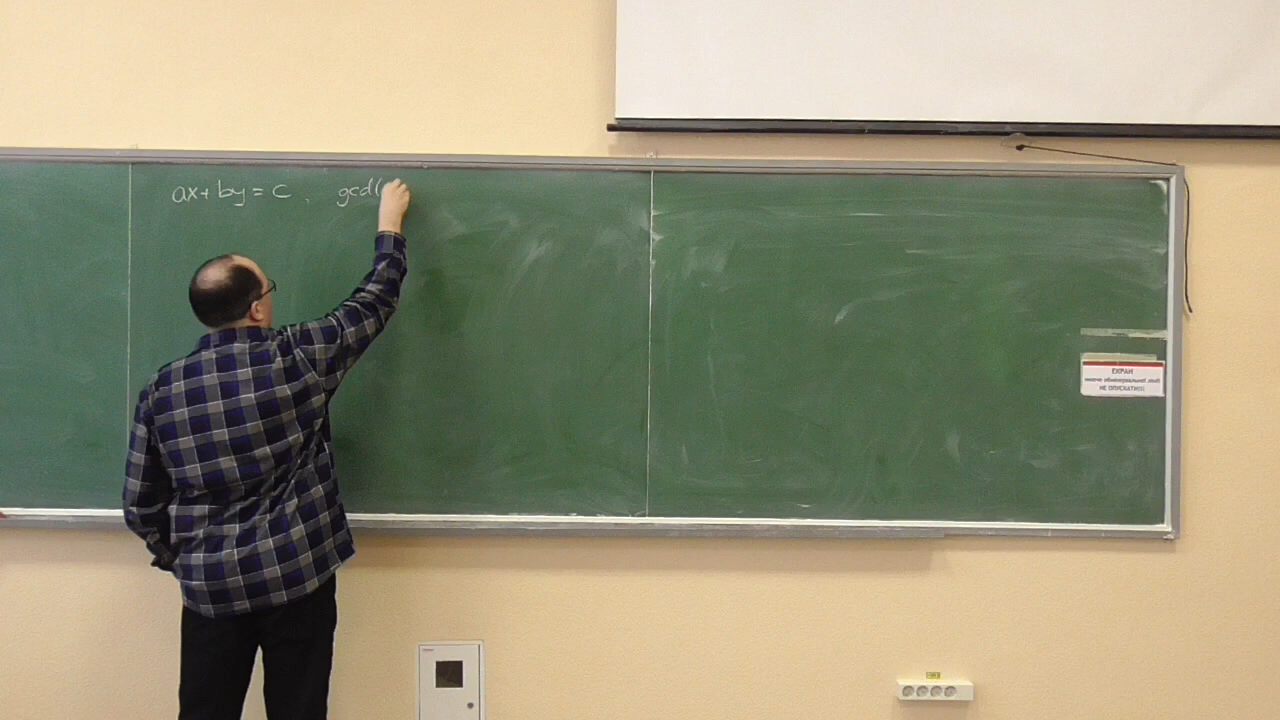 ax + by = c , gcd(
ЕКРАН
НЕ ОПУСКАТИ!!!